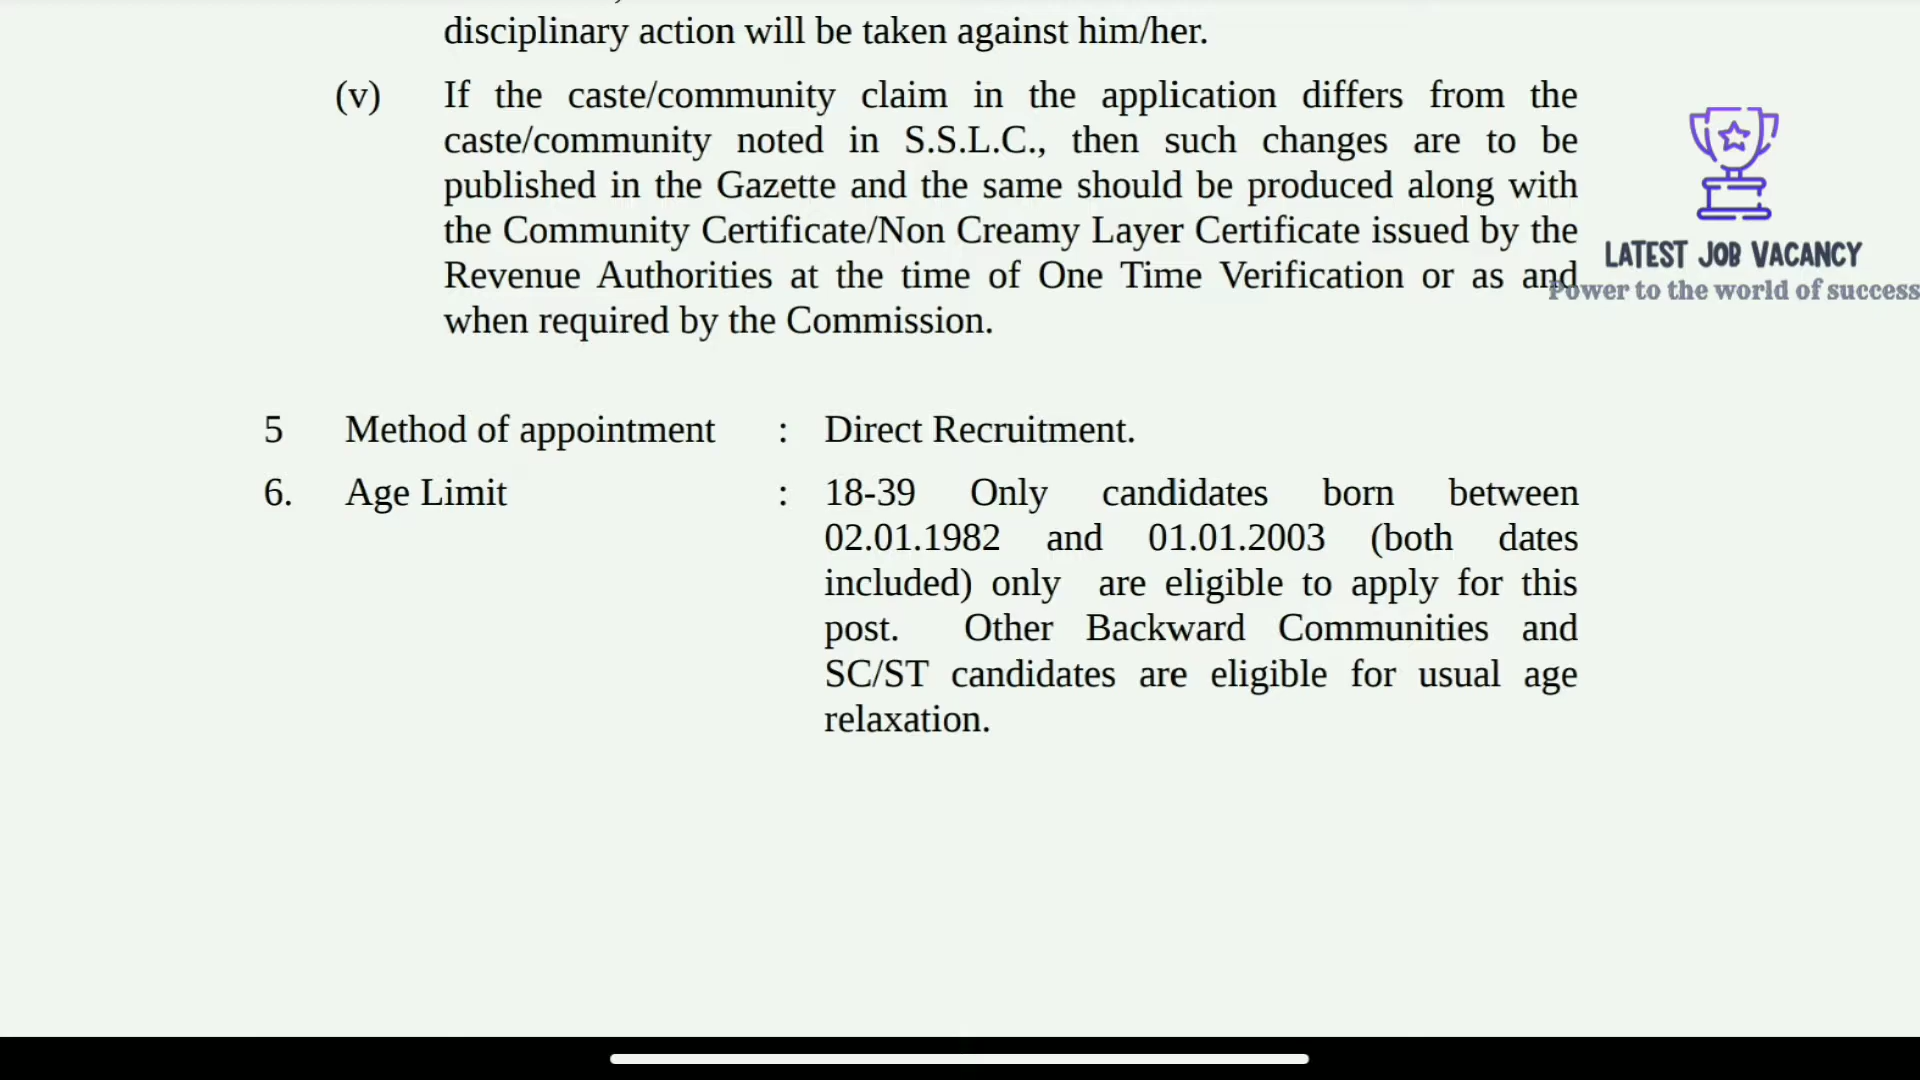 disciplinary action will be taken against him/her.
(v) If the caste/community claim in the application differs from the
caste/community noted in S.S.L.C., then such changes are to be
published in the Gazette and the same should be produced along with
the Community Certificate/Non Creamy Layer Certificate issued by the
Revenue Authorities at the time of One Time Verification or as and
when required by the Commission.
LATEST JOB VACANCY
Power to the world of success
5 Method of appointment : Direct Recruitment.
6. Age Limit : 18-39 Only candidates born between
02.01.1982 and 01.01.2003 (both dates
included) only are eligible to apply for this
post. Other Backward Communities and
SC/ST candidates are eligible for usual age
relaxation.